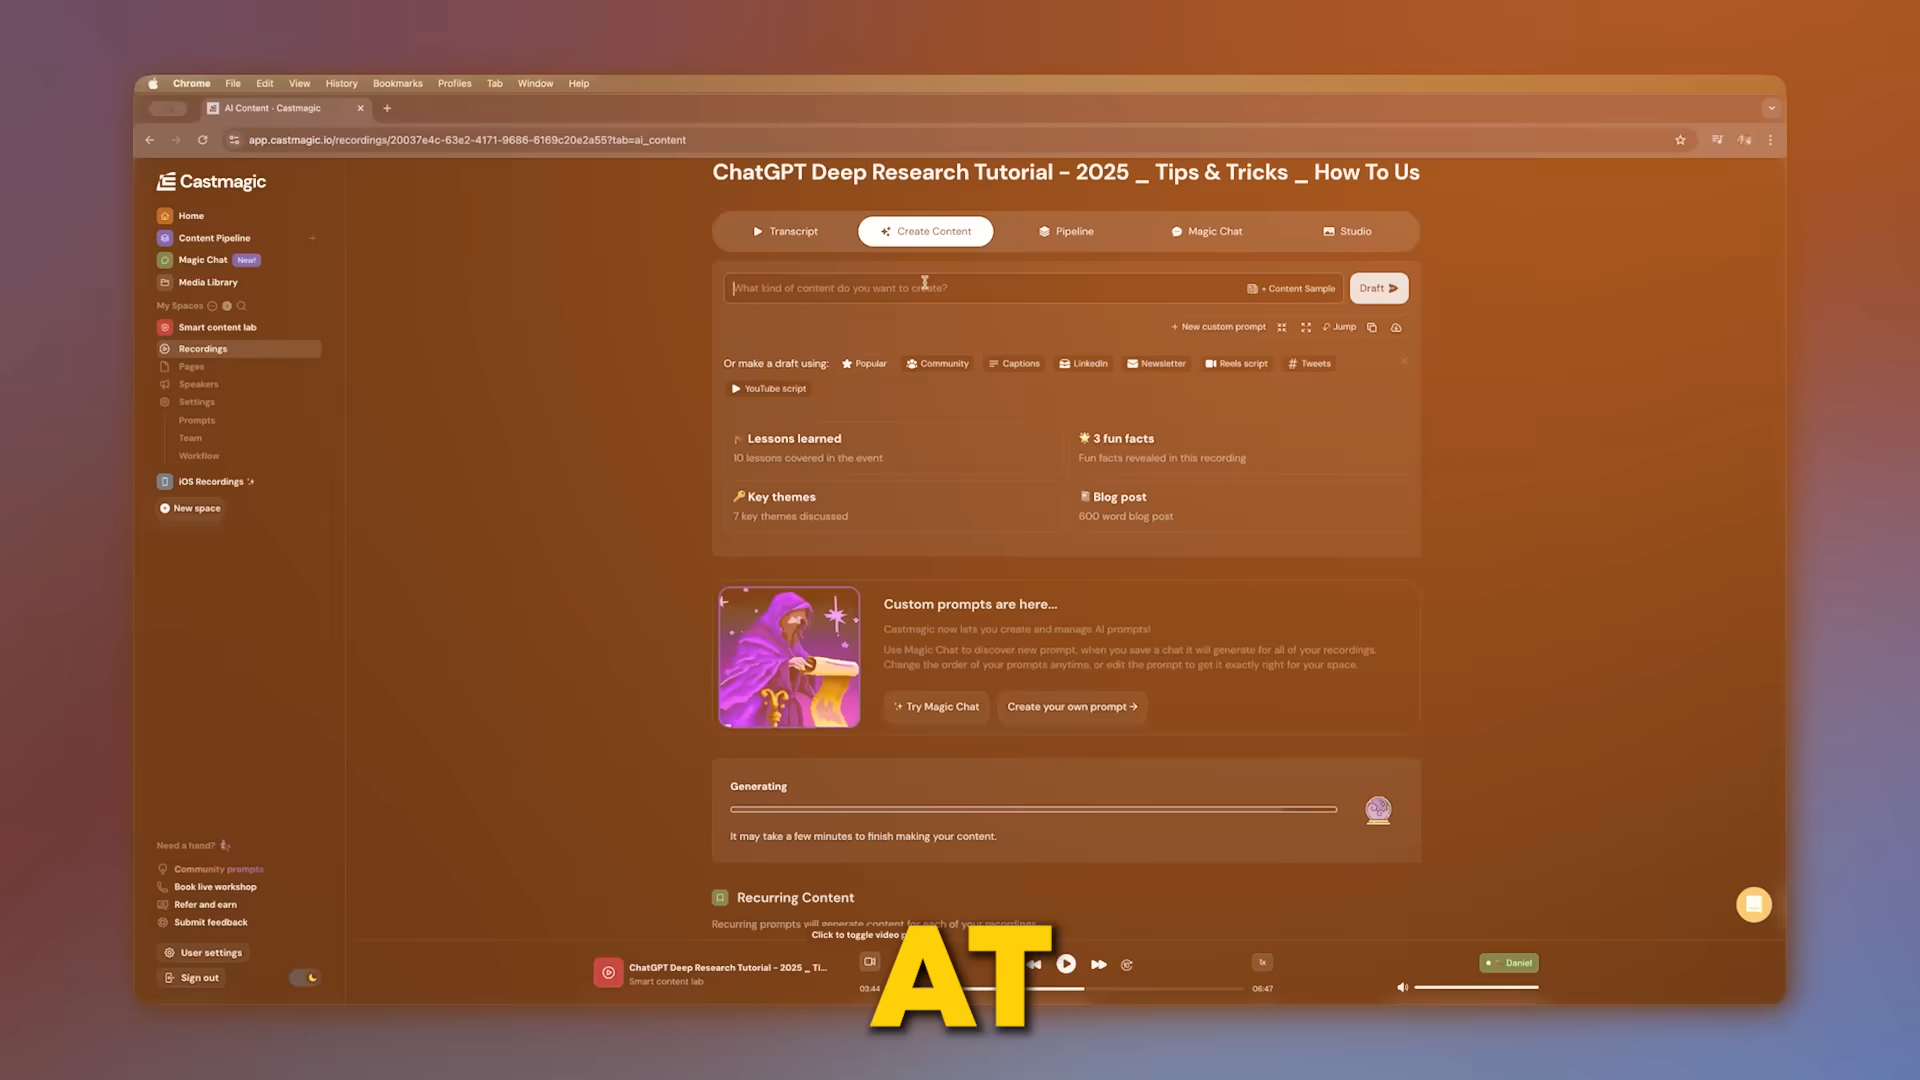 Chrome File Edit View History Bookmarks Profiles Tab Window Help
AI Content - Castmagic
app.castmagic.io/recordings/20037e4c-63e2-4171-9686-6169c20e2a55?tab=ai_content
Castmagic
Home
Content Pipeline
Magic Chat New!
Media Library
My Spaces
Smart content lab
Recordings
Pages
Speakers
Settings
Prompts
Team
Workflow
iOS Recordings
New space
Need a hand?
Community prompts
Book live workshop
Refer and earn
Submit feedback
User settings
Sign out
ChatGPT Deep Research Tutorial - 2025 _ Tips & Tricks _ How To Us
Transcript Create Content Pipeline Magic Chat Studio
What kind of content do you want to create? + Content Sample Draft
+ New custom prompt Jump
Or make a draft using: Popular Community Captions LinkedIn Newsletter Reels script # Tweets
YouTube script
Lessons learned
10 lessons covered in the event
3 fun facts
Fun facts revealed in this recording
Key themes
7 key themes discussed
Blog post
600 word blog post
Custom prompts are here...
Castmagic now lets you create and manage AI prompts!
Use Magic Chat to discover new prompt, when you save a chat it will generate for all of your recordings.
Change the order of your prompts anytime, or edit the prompt to get it exactly right for your space.
Try Magic Chat Create your own prompt →
Generating
It may take a few minutes to finish making your content.
Recurring Content
Recurring prompts will generate content for each of your recordings
Click to toggle video
ChatGPT Deep Research Tutorial - 2025 _ Ti...
Smart content lab
03:44
06:47
1x
Daniel
AT